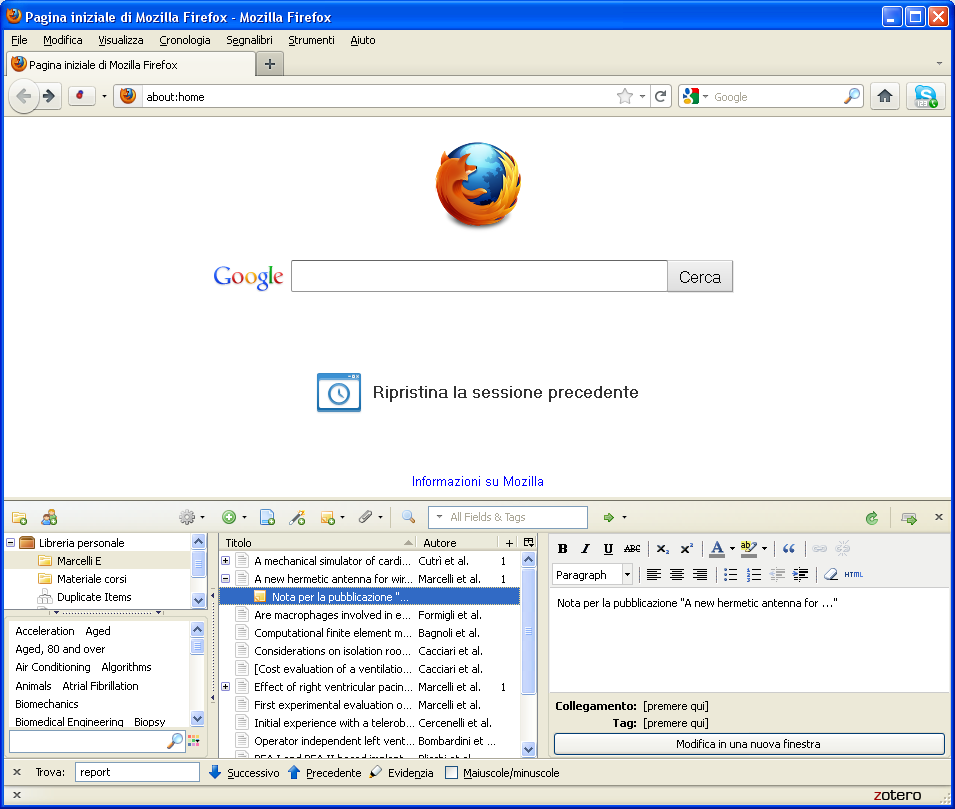 Pagina iniziale di Mozilla Firefox - Mozilla Firefox
File Modifica Visualizza Cronologia Segnalibri Strumenti Aiuto
Pagina iniziale di Mozilla Firefox
about:home
Google
Google
Cerca
Ripristina la sessione precedente
Informazioni su Mozilla
All Fields & Tags
Libreria personale
Marcelli E
Materiale corsi
Duplicate Items
Acceleration Aged
Aged, 80 and over
Air Conditioning Algorithms
Animals Atrial Fibrillation
Biomechanics
Biomedical Engineering Biopsy
Titolo Autore +
A mechanical simulator of cardi... Cutrì et al. 1
A new hermetic antenna for wir... Marcelli et al. 1
Nota per la pubblicazione "...
Are macrophages involved in e... Formigli et al.
Computational finite element m... Bagnoli et al.
Considerations on isolation roo... Cacciari et al.
[Cost evaluation of a ventilatio... Cacciari et al.
Effect of right ventricular pacin... Marcelli et al. 1
First experimental evaluation o... Marcelli et al.
Initial experience with a telerob... Cercenelli et al.
Operator independent left vent... Bombardini et ...
B I U ABC X2 X2 A ab
Paragraph HTML
Nota per la pubblicazione "A new hermetic antenna for ..."
Collegamento: [premere qui]
Tag: [premere qui]
Modifica in una nuova finestra
Trova: report Successivo Precedente Evidenzia Maiuscole/minuscole
zotero